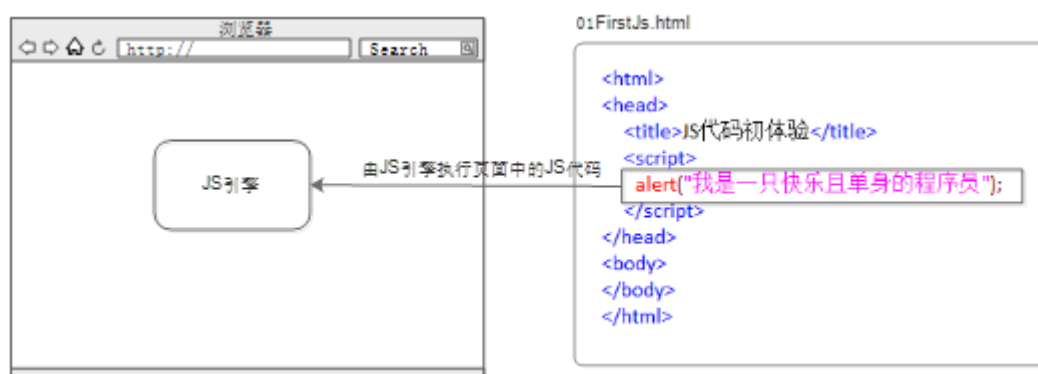 浏览器
http://
Search
JS引擎
由JS引擎执行页面中的JS代码
01FirstJs.html
<html>
<head>
<title>JS代码初体验</title>
<script>
alert("我是一只快乐且单身的程序员");
</script>
</head>
<body>
</body>
</html>